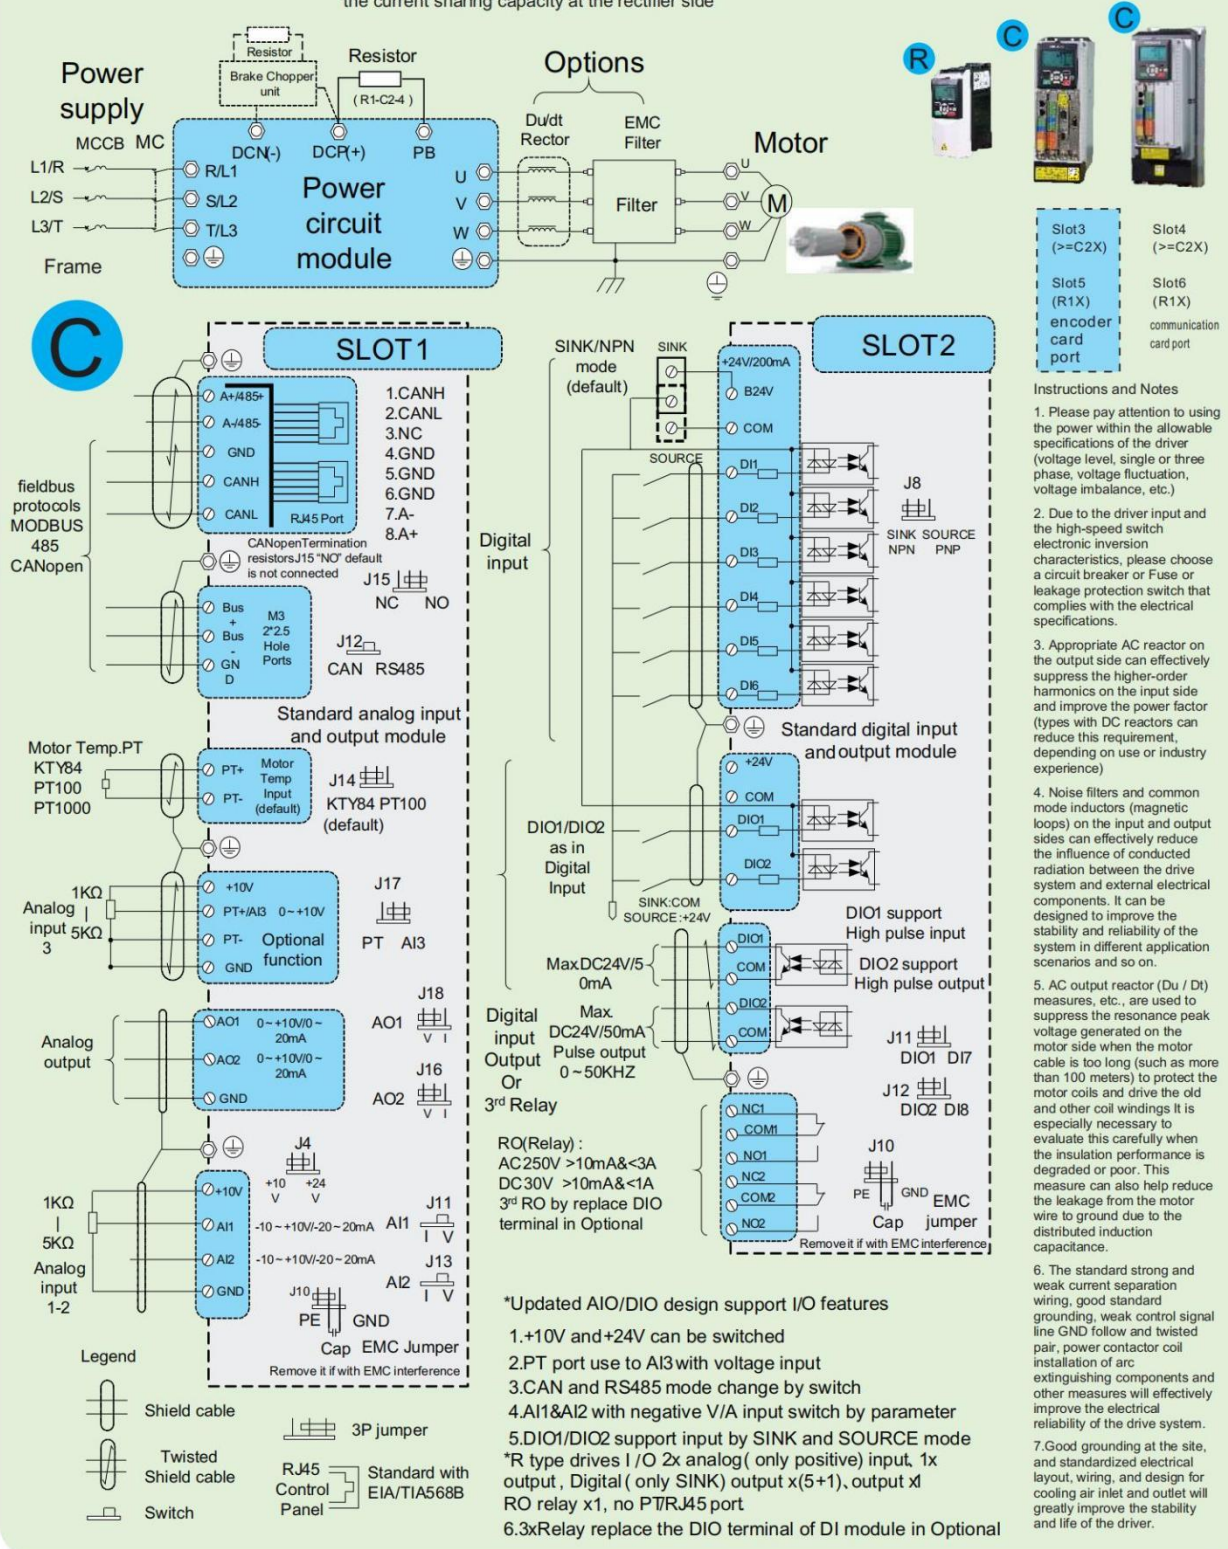 the current sharing capacity at the rectifier side
Resistor
Brake Chopper
unit
Resistor
( R1-C2-4 )
Options
Du/dt
Rector
EMC
Filter
Power
supply
MCCB MC
L1/R
L2/S
L3/T
Frame
DCN(-)
DCP(+)
PB
R/L1
S/L2
T/L3
Power
circuit
module
U
V
W
Filter
Motor
U
V
W
M
R
C
C
Slot3
(>=C2X)
Slot5
(R1X)
encoder
card
port
Slot4
(>=C2X)
Slot6
(R1X)
communication
card port
C
SLOT1
A+/485+
A-/485-
GND
CANH
CANL
RJ45 Port
1.CANH
2.CANL
3.NC
4.GND
5.GND
6.GND
7.A-
8.A+
fieldbus
protocols
MODBUS
485
CANopen
CANopenTermination
resistorsJ15 "NO" default
is not connected
J15
NC NO
Bus
+
Bus
-
GN
D
M3
2*2.5
Hole
Ports
J12
CAN RS485
Standard analog input
and output module
Motor Temp.PT
KTY84
PT100
PT1000
PT+
PT-
Motor
Temp
Input
(default)
J14
KTY84 PT100
(default)
1KΩ
|
5KΩ
Analog
input
3
+10V
PT+/AI3 0~+10V
PT-
GND
Optional
function
J17
PT AI3
Analog
output
AO1 0~+10V/0~
20mA
AO2 0~+10V/0~
20mA
GND
J18
AO1
V I
J16
AO2
V I
J4
+10
V
+24
V
1KΩ
|
5KΩ
Analog
input
1-2
+10V
AI1 -10~+10V/-20~20mA
AI2 -10~+10V/-20~20mA
GND
J11
AI1
I V
J13
AI2
I V
J10
PE GND
Cap EMC Jumper
Remove it if with EMC interference
Legend
Shield cable
Twisted
Shield cable
Switch
3P jumper
RJ45
Control
Panel
Standard with
EIA/TIA568B
SLOT2
SINK/NPN
mode
(default)
SINK
SOURCE
+24V/200mA
B24V
COM
DI1
DI2
DI3
DI4
DI5
DI6
J8
SINK SOURCE
NPN PNP
Digital
input
Standard digital input
and output module
+24V
COM
DIO1
DIO2
DIO1/DIO2
as in
Digital
Input
SINK:COM
SOURCE:+24V
DIO1 support
High pulse input
DIO2 support
High pulse output
DIO1
COM
DIO2
COM
Max.DC24V/5
0mA
Max.
DC24V/50mA
Pulse output
0~50KHZ
Digital
input
Output
Or
3rd Relay
J11
DIO1 DI7
J12
DIO2 DI8
NC1
COM1
NO1
NC2
COM2
NO2
RO(Relay) :
AC250V >10mA&<3A
DC30V >10mA&<1A
3rd RO by replace DIO
terminal in Optional
J10
PE GND
Cap
EMC
jumper
Remove it if with EMC interference
*Updated AIO/DIO design support I/O features
1.+10V and +24V can be switched
2.PT port use to AI3 with voltage input
3.CAN and RS485 mode change by switch
4.AI1&AI2 with negative V/A input switch by parameter
5.DIO1/DIO2 support input by SINK and SOURCE mode
*R type drives I /O 2x analog( only positive) input, 1x
output , Digital ( only SINK) output x(5+1)、output x1
RO relay x1, no PT/RJ45 port
6.3xRelay replace the DIO terminal of DI module in Optional
Instructions and Notes
1. Please pay attention to using
the power within the allowable
specifications of the driver
(voltage level, single or three
phase, voltage fluctuation,
voltage imbalance, etc.)
2. Due to the driver input and
the high-speed switch
electronic inversion
characteristics, please choose
a circuit breaker or Fuse or
leakage protection switch that
complies with the electrical
specifications.
3. Appropriate AC reactor on
the output side can effectively
suppress the higher-order
harmonics on the input side
and improve the power factor
(types with DC reactors can
reduce this requirement,
depending on use or industry
experience)
4. Noise filters and common
mode inductors (magnetic
loops) on the input and output
sides can effectively reduce
the influence of conducted
radiation between the drive
system and external electrical
components. It can be
designed to improve the
stability and reliability of the
system in different application
scenarios and so on.
5. AC output reactor (Du / Dt)
measures, etc., are used to
suppress the resonance peak
voltage generated on the
motor side when the motor
cable is too long (such as more
than 100 meters) to protect the
motor coils and drive the old
and other coil windings It is
especially necessary to
evaluate this carefully when
the insulation performance is
degraded or poor. This
measure can also help reduce
the leakage from the motor
wire to ground due to the
distributed induction
capacitance.
6. The standard strong and
weak current separation
wiring, good standard
grounding, weak control signal
line GND follow and twisted
pair, power contactor coil
installation of arc
extinguishing components and
other measures will effectively
improve the electrical
reliability of the drive system.
7.Good grounding at the site,
and standardized electrical
layout, wiring, and design for
cooling air inlet and outlet will
greatly improve the stability
and life of the driver.